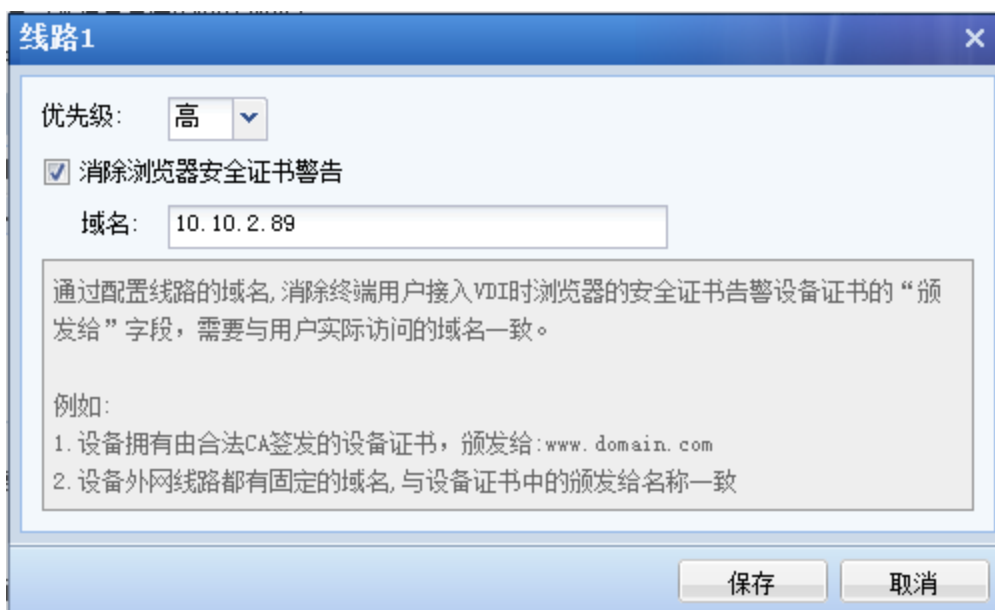 线路1
优先级: 高
消除浏览器安全证书警告
域名: 10.10.2.89
通过配置线路的域名,消除终端用户接入VDI时浏览器的安全证书告警设备证书的“颁
发给”字段，需要与用户实际访问的域名一致。
例如:
1.设备拥有由合法CA签发的设备证书，颁发给:www.domain.com
2.设备外网线路都有固定的域名,与设备证书中的颁发给名称一致
保存 取消